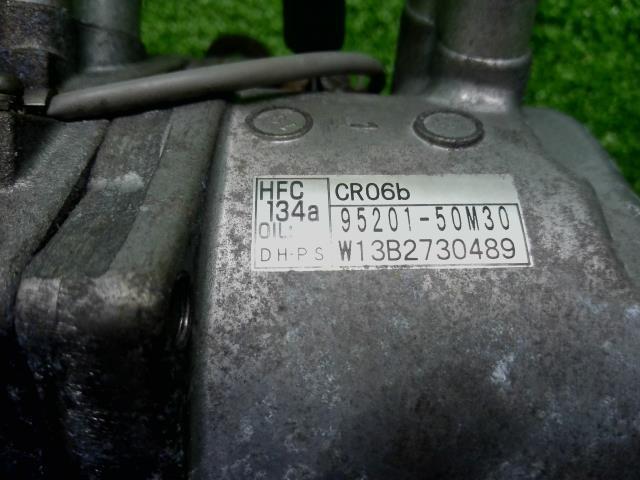 HFC
134a
OIL:
DH-PS
CR06b
95201-50M30
W13B2730489